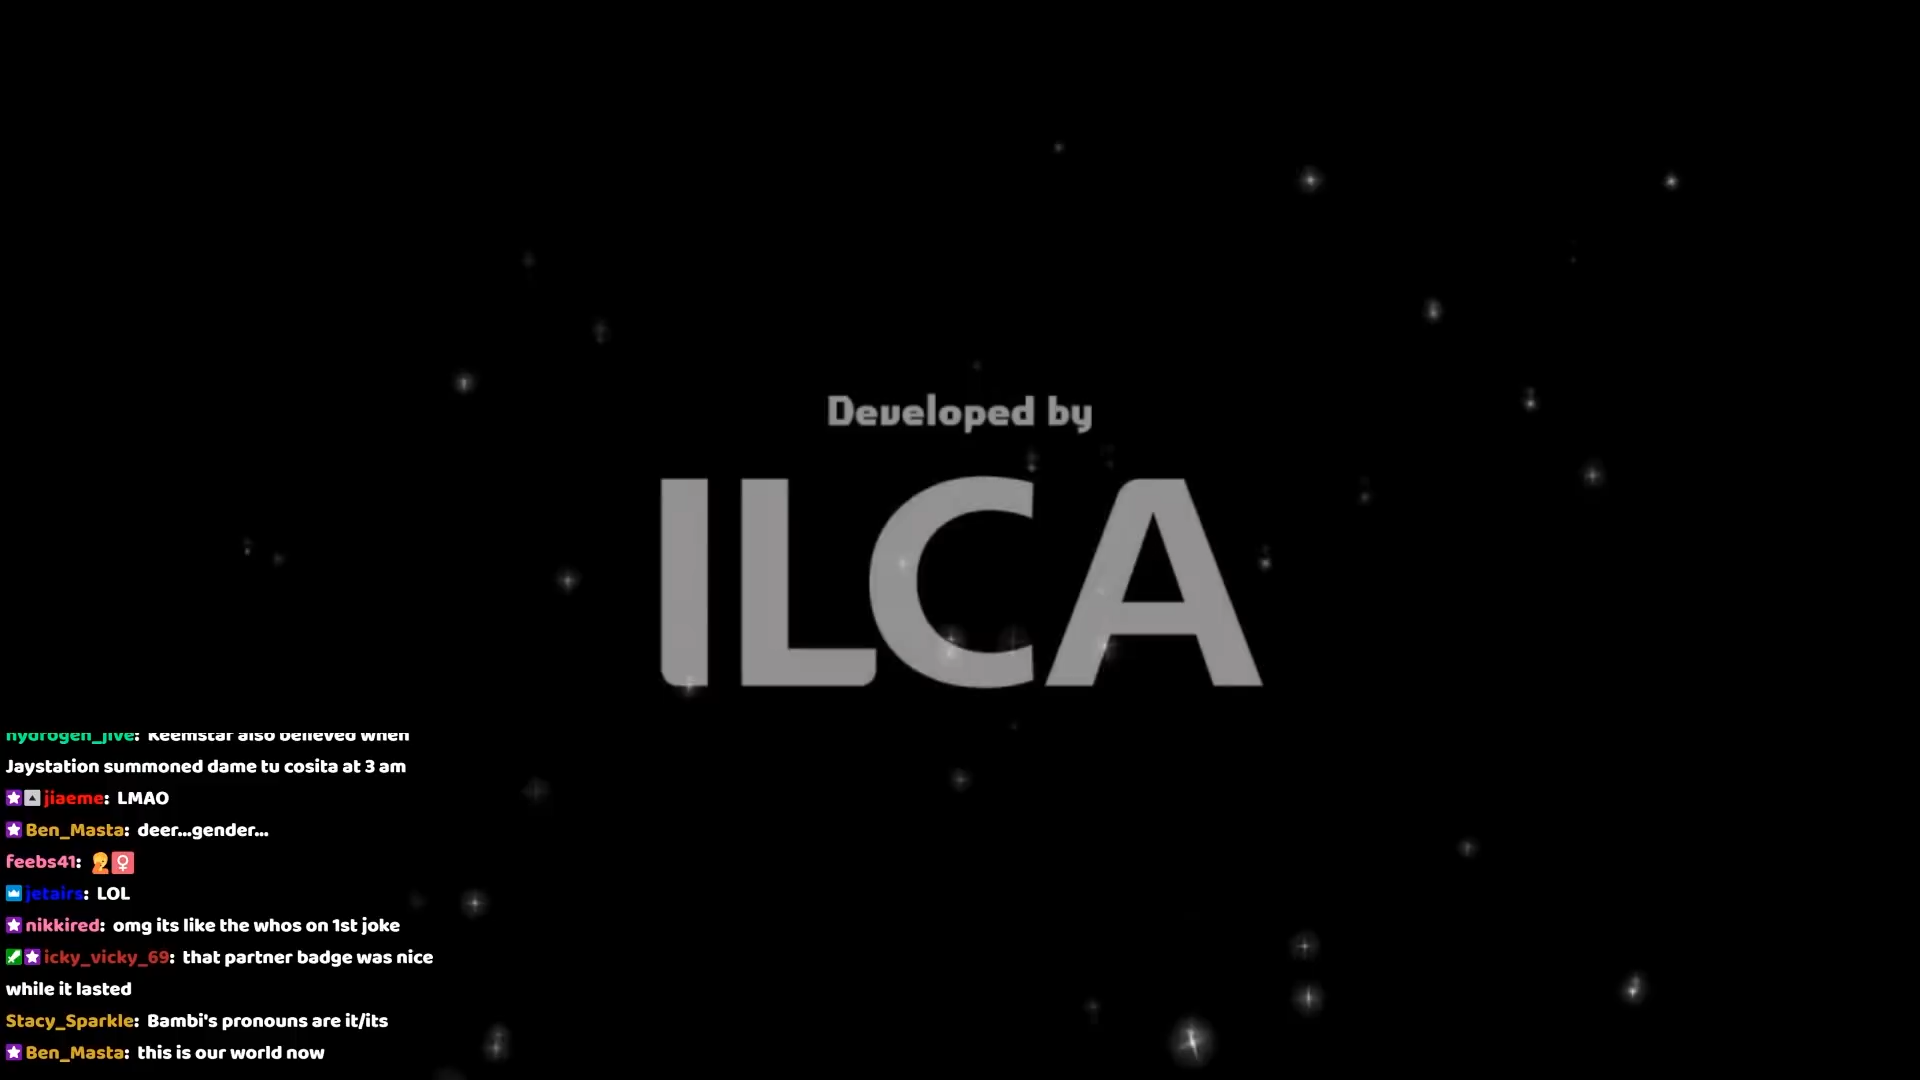 Developed by
ILCA
hydrogen_jive: Keemstar also believed when
Jaystation summoned dame tu cosita at 3 am
jiaeme: LMAO
Ben_Masta: deer...gender...
feebs41:
jetairs: LOL
nikkired: omg its like the whos on 1st joke
icky_vicky_69: that partner badge was nice
while it lasted
Stacy_Sparkle: Bambi's pronouns are it/its
Ben_Masta: this is our world now